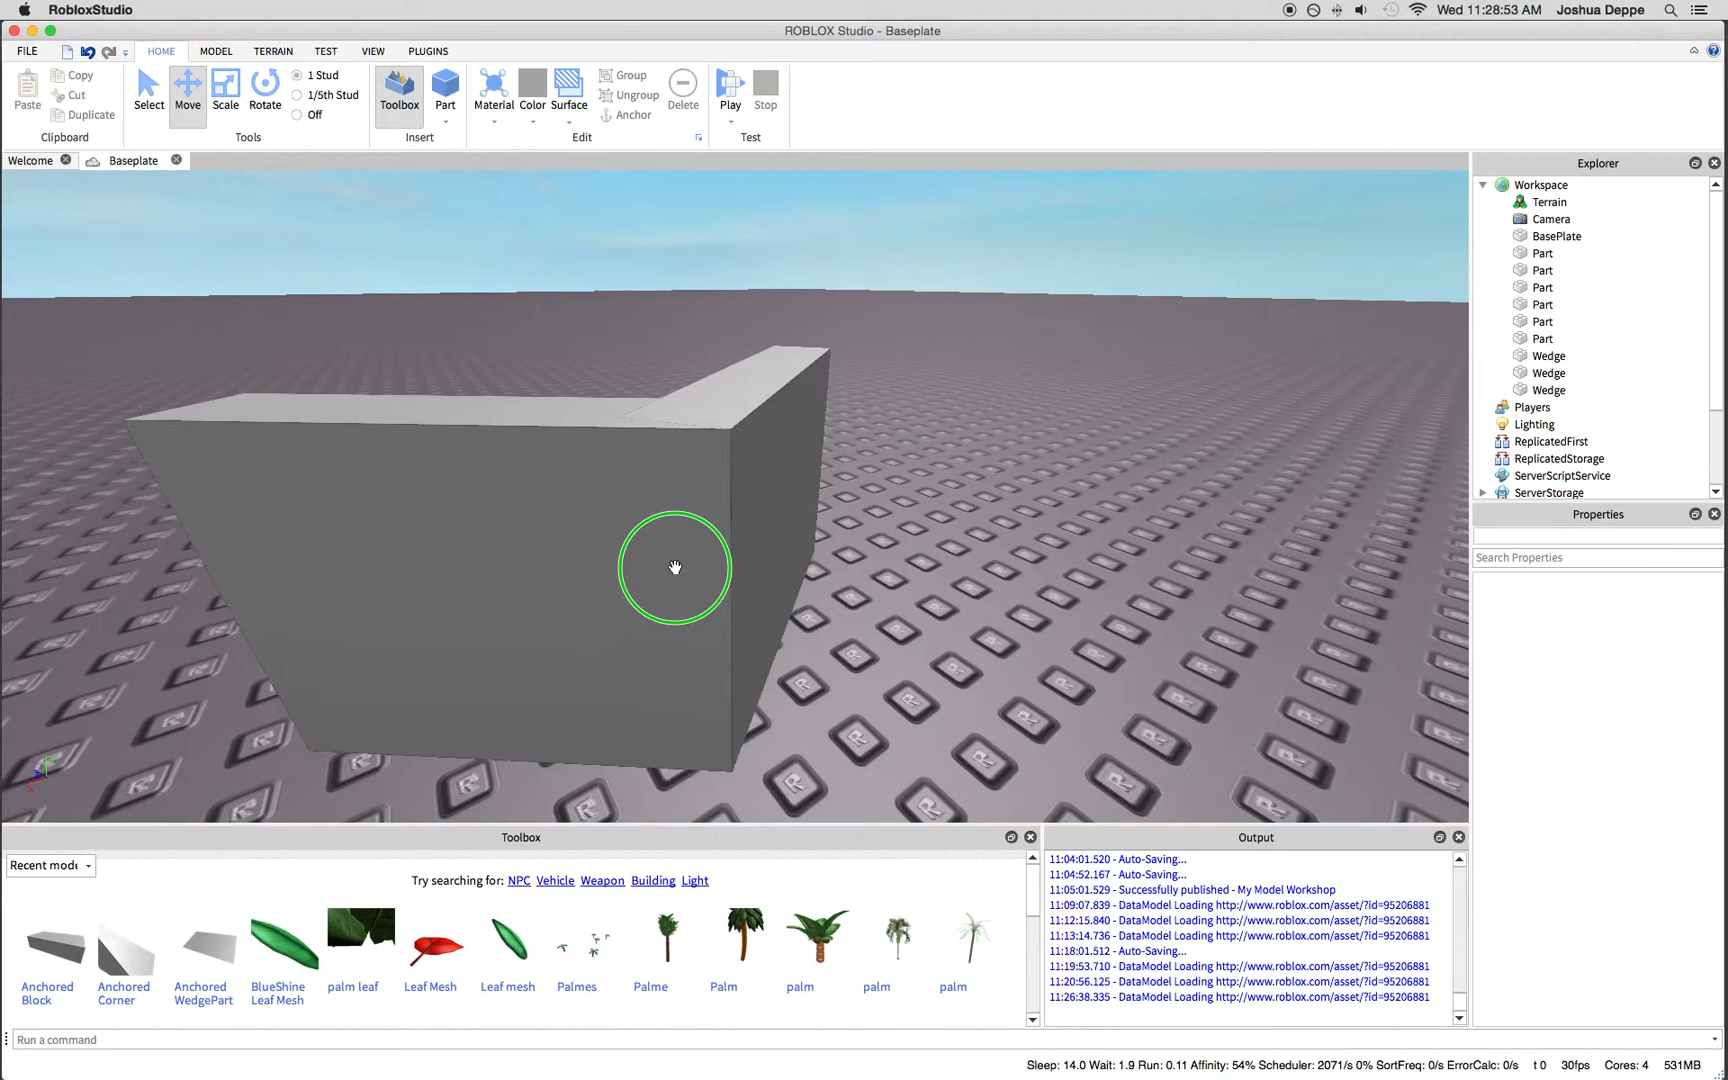 RobloxStudio
Wed 11:28:53 AM Joshua Deppe
ROBLOX Studio - Baseplate
FILE HOME MODEL TERRAIN TEST VIEW PLUGINS
Paste
Copy
Cut
Duplicate
Clipboard
Select
Move
Scale
Rotate
1 Stud
1/5th Stud
Off
Tools
Toolbox
Part
Insert
Material
Color
Surface
Group
Ungroup
Anchor
Delete
Edit
Play
Stop
Test
Welcome
Baseplate
Explorer
Workspace
Terrain
Camera
BasePlate
Part
Part
Part
Part
Part
Part
Wedge
Wedge
Wedge
Players
Lighting
ReplicatedFirst
ReplicatedStorage
ServerScriptService
ServerStorage
Properties
Search Properties
Toolbox
Recent mode
Try searching for: NPC Vehicle Weapon Building Light
Anchored Block
Anchored Corner
Anchored WedgePart
BlueShine Leaf Mesh
palm leaf
Leaf Mesh
Leaf mesh
Palmes
Palme
Palm
palm
palm
palm
Output
11:04:01.520 - Auto-Saving...
11:04:52.167 - Auto-Saving...
11:05:01.529 - Successfully published - My Model Workshop
11:09:07.839 - DataModel Loading http://www.roblox.com/asset/?id=95206881
11:12:15.840 - DataModel Loading http://www.roblox.com/asset/?id=95206881
11:13:14.736 - DataModel Loading http://www.roblox.com/asset/?id=95206881
11:18:01.512 - Auto-Saving...
11:19:53.710 - DataModel Loading http://www.roblox.com/asset/?id=95206881
11:20:56.125 - DataModel Loading http://www.roblox.com/asset/?id=95206881
11:26:38.335 - DataModel Loading http://www.roblox.com/asset/?id=95206881
Run a command
Sleep: 14.0 Wait: 1.9 Run: 0.11 Affinity: 54% Scheduler: 2071/s 0% SortFreq: 0/s ErrorCalc: 0/s t 0 30fps Cores: 4 531MB